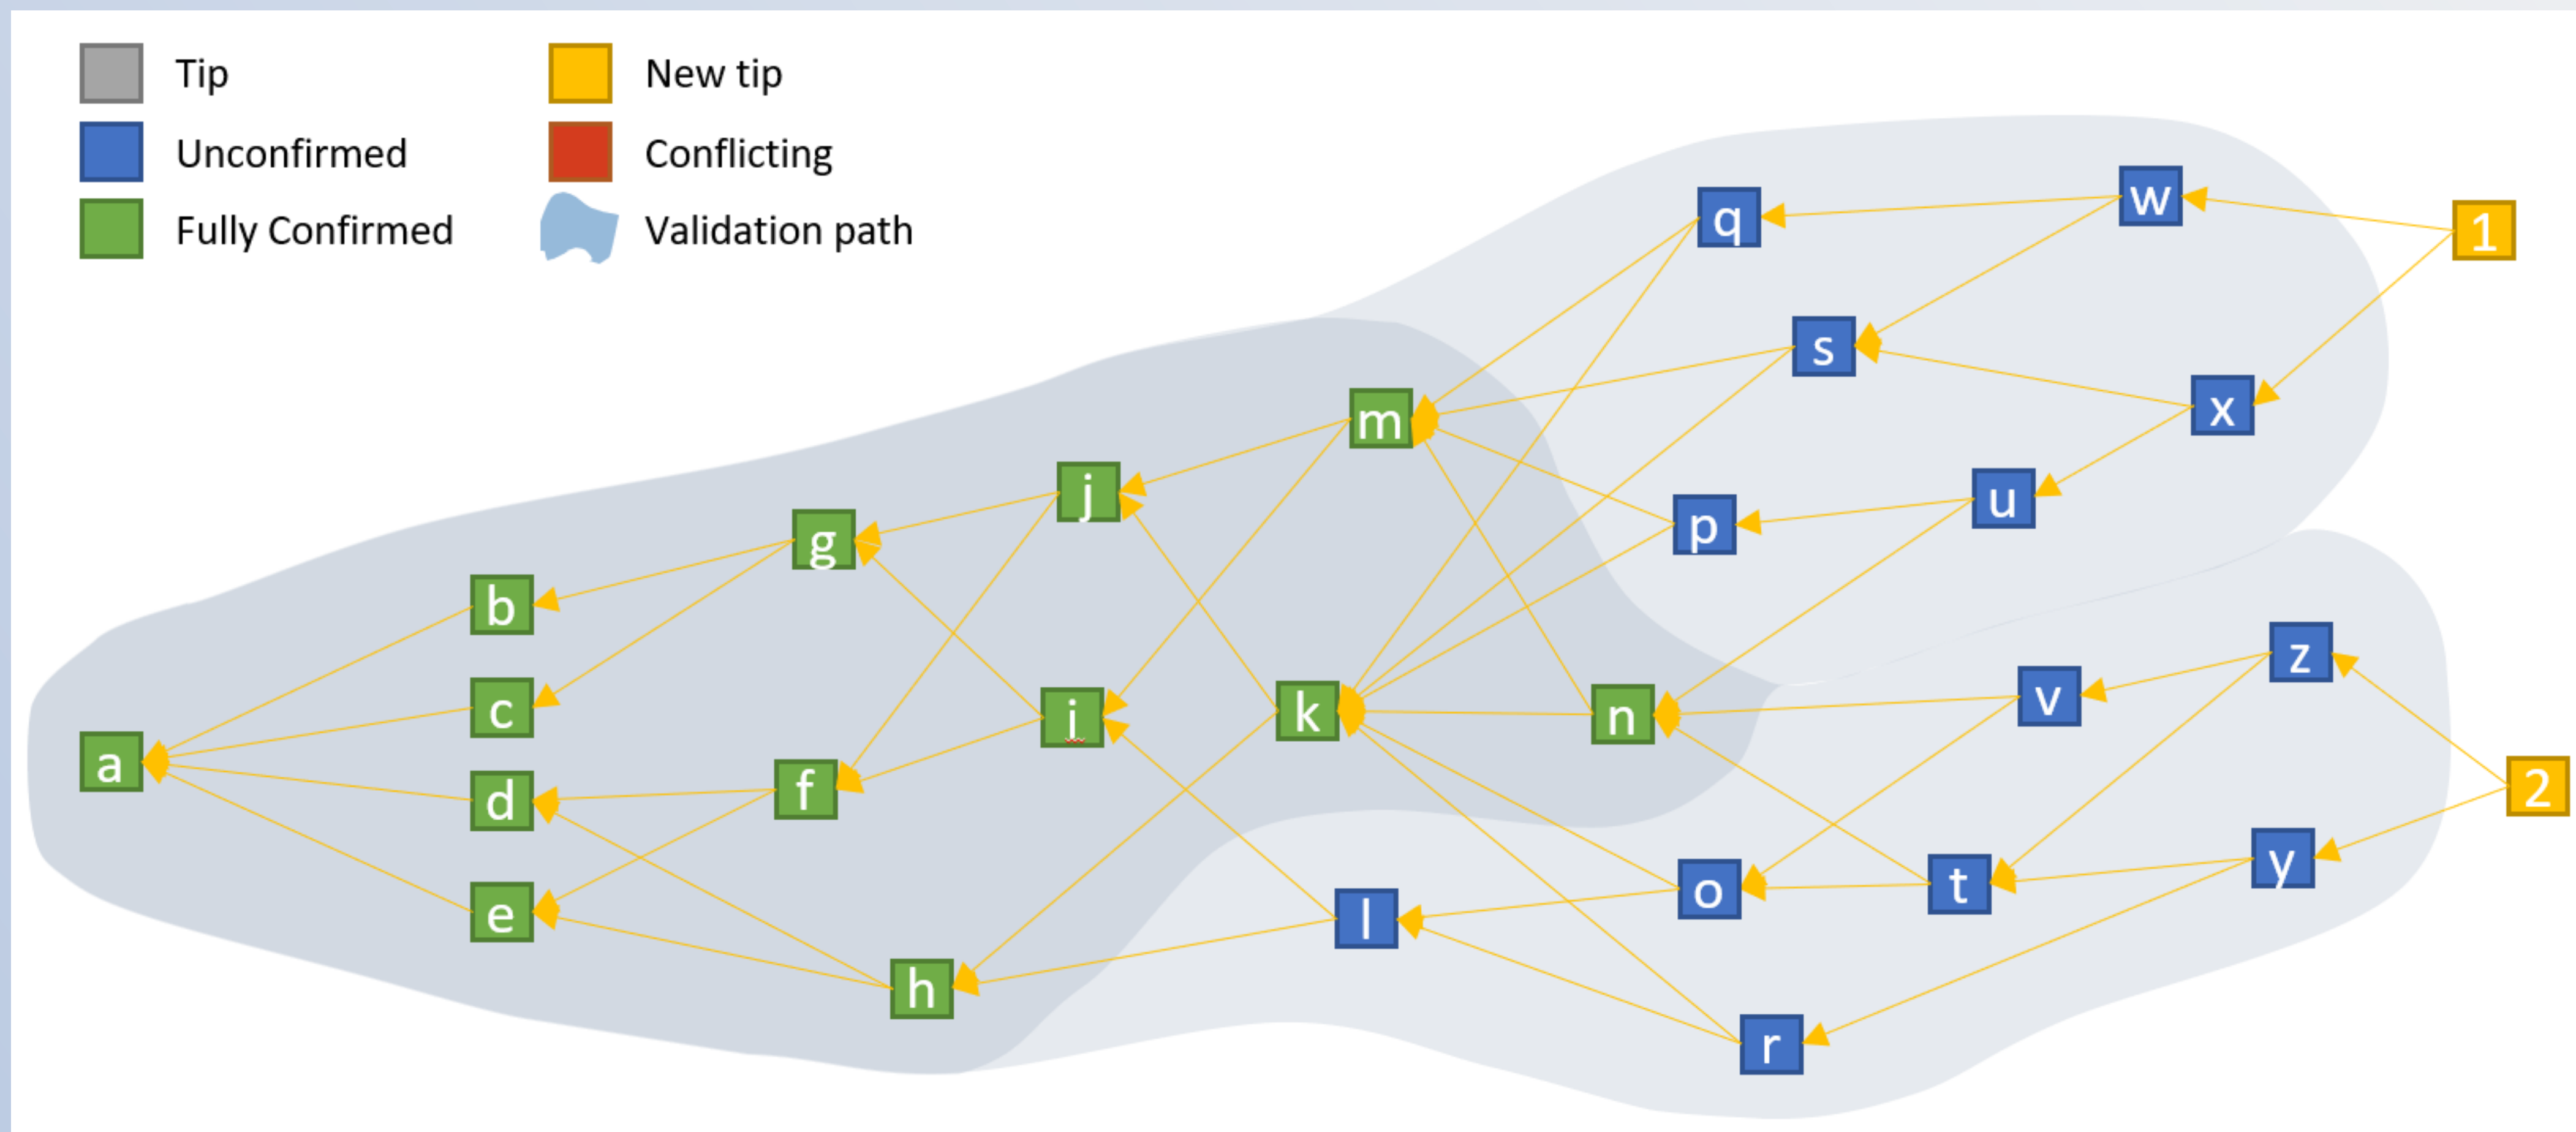 Tip
New tip
Unconfirmed
Conflicting
Fully Confirmed
Validation path
q
w
1
s
x
m
j
p
u
g
b
z
c
i
k
n
v
a
d
f
2
e
l
o
t
y
h
r